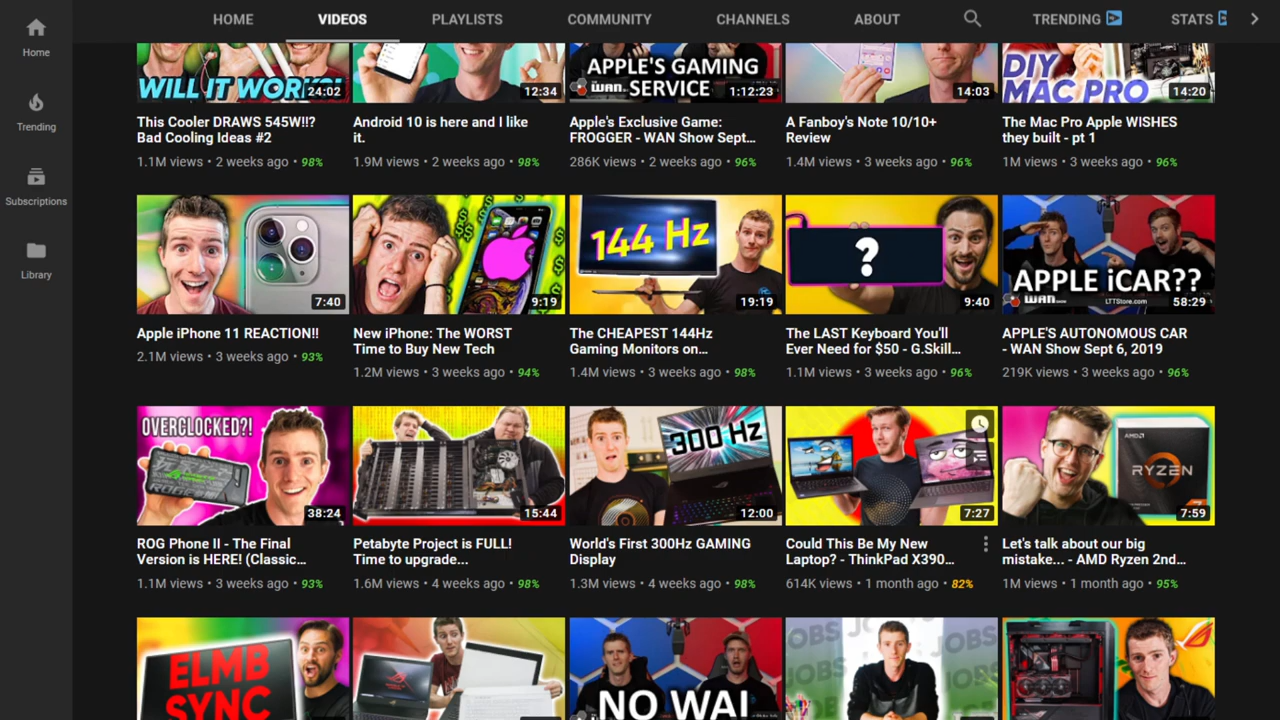 HOME VIDEOS PLAYLISTS COMMUNITY CHANNELS ABOUT TRENDING STATS
Home
Trending
Subscriptions
Library
WILL IT WORK?!
24:02
12:34
APPLE'S GAMING
SERVICE
WAN
1:12:23
14:03
DIY
MAC PRO
14:20
This Cooler DRAWS 545W!!?
Bad Cooling Ideas #2
1.1M views • 2 weeks ago • 98%
Android 10 is here and I like
it.
1.9M views • 2 weeks ago • 98%
Apple's Exclusive Game:
FROGGER - WAN Show Sept...
286K views • 2 weeks ago • 96%
A Fanboy's Note 10/10+
Review
1.4M views • 3 weeks ago • 96%
The Mac Pro Apple WISHES
they built - pt 1
1M views • 3 weeks ago • 96%
7:40
9:19
144 Hz
19:19
?
9:40
APPLE iCAR??
WAN
LTTStore.com
58:29
Apple iPhone 11 REACTION!!
2.1M views • 3 weeks ago • 93%
New iPhone: The WORST
Time to Buy New Tech
1.2M views • 3 weeks ago • 94%
The CHEAPEST 144Hz
Gaming Monitors on...
1.4M views • 3 weeks ago • 98%
The LAST Keyboard You'll
Ever Need for $50 - G.Skill...
1.1M views • 3 weeks ago • 96%
APPLE'S AUTONOMOUS CAR
- WAN Show Sept 6, 2019
219K views • 3 weeks ago • 96%
OVERCLOCKED?!
38:24
15:44
300 Hz
12:00
7:27
AMD
RYZEN
7
7:59
ROG Phone II - The Final
Version is HERE! (Classic...
1.1M views • 3 weeks ago • 93%
Petabyte Project is FULL!
Time to upgrade...
1.6M views • 4 weeks ago • 98%
World's First 300Hz GAMING
Display
1.3M views • 4 weeks ago • 98%
Could This Be My New
Laptop? - ThinkPad X390...
614K views • 1 month ago • 82%
Let's talk about our big
mistake... - AMD Ryzen 2nd...
1M views • 1 month ago • 95%
ELMB
SYNC
NO WAI
JOBS
JOBS